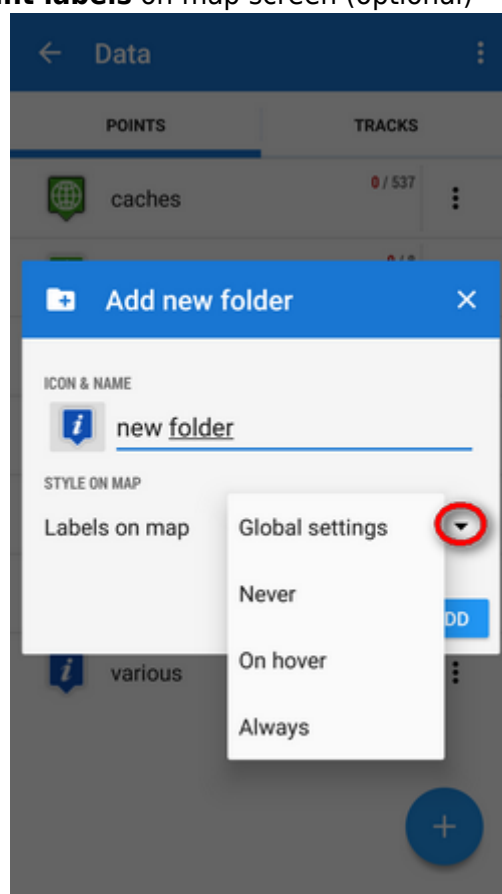 labels on map screen (optional)
Data
POINTS TRACKS
caches 0 / 537
Add new folder
ICON & NAME
new folder
STYLE ON MAP
Labels on map Global settings
Never
On hover
Always
various